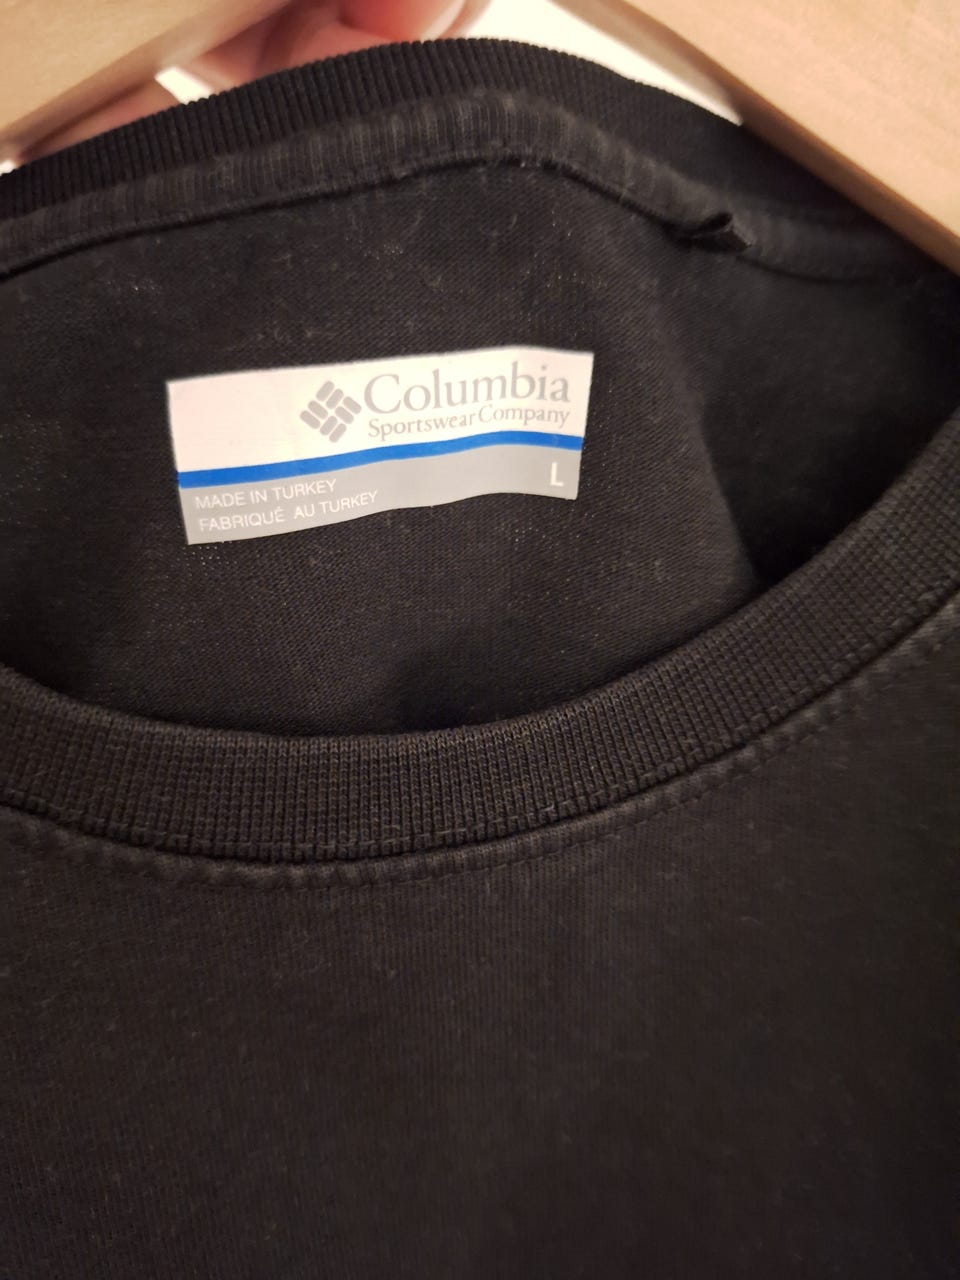 Columbia
Sportswear Company
MADE IN TURKEY
FABRIQUÉ AU TURKEY
L